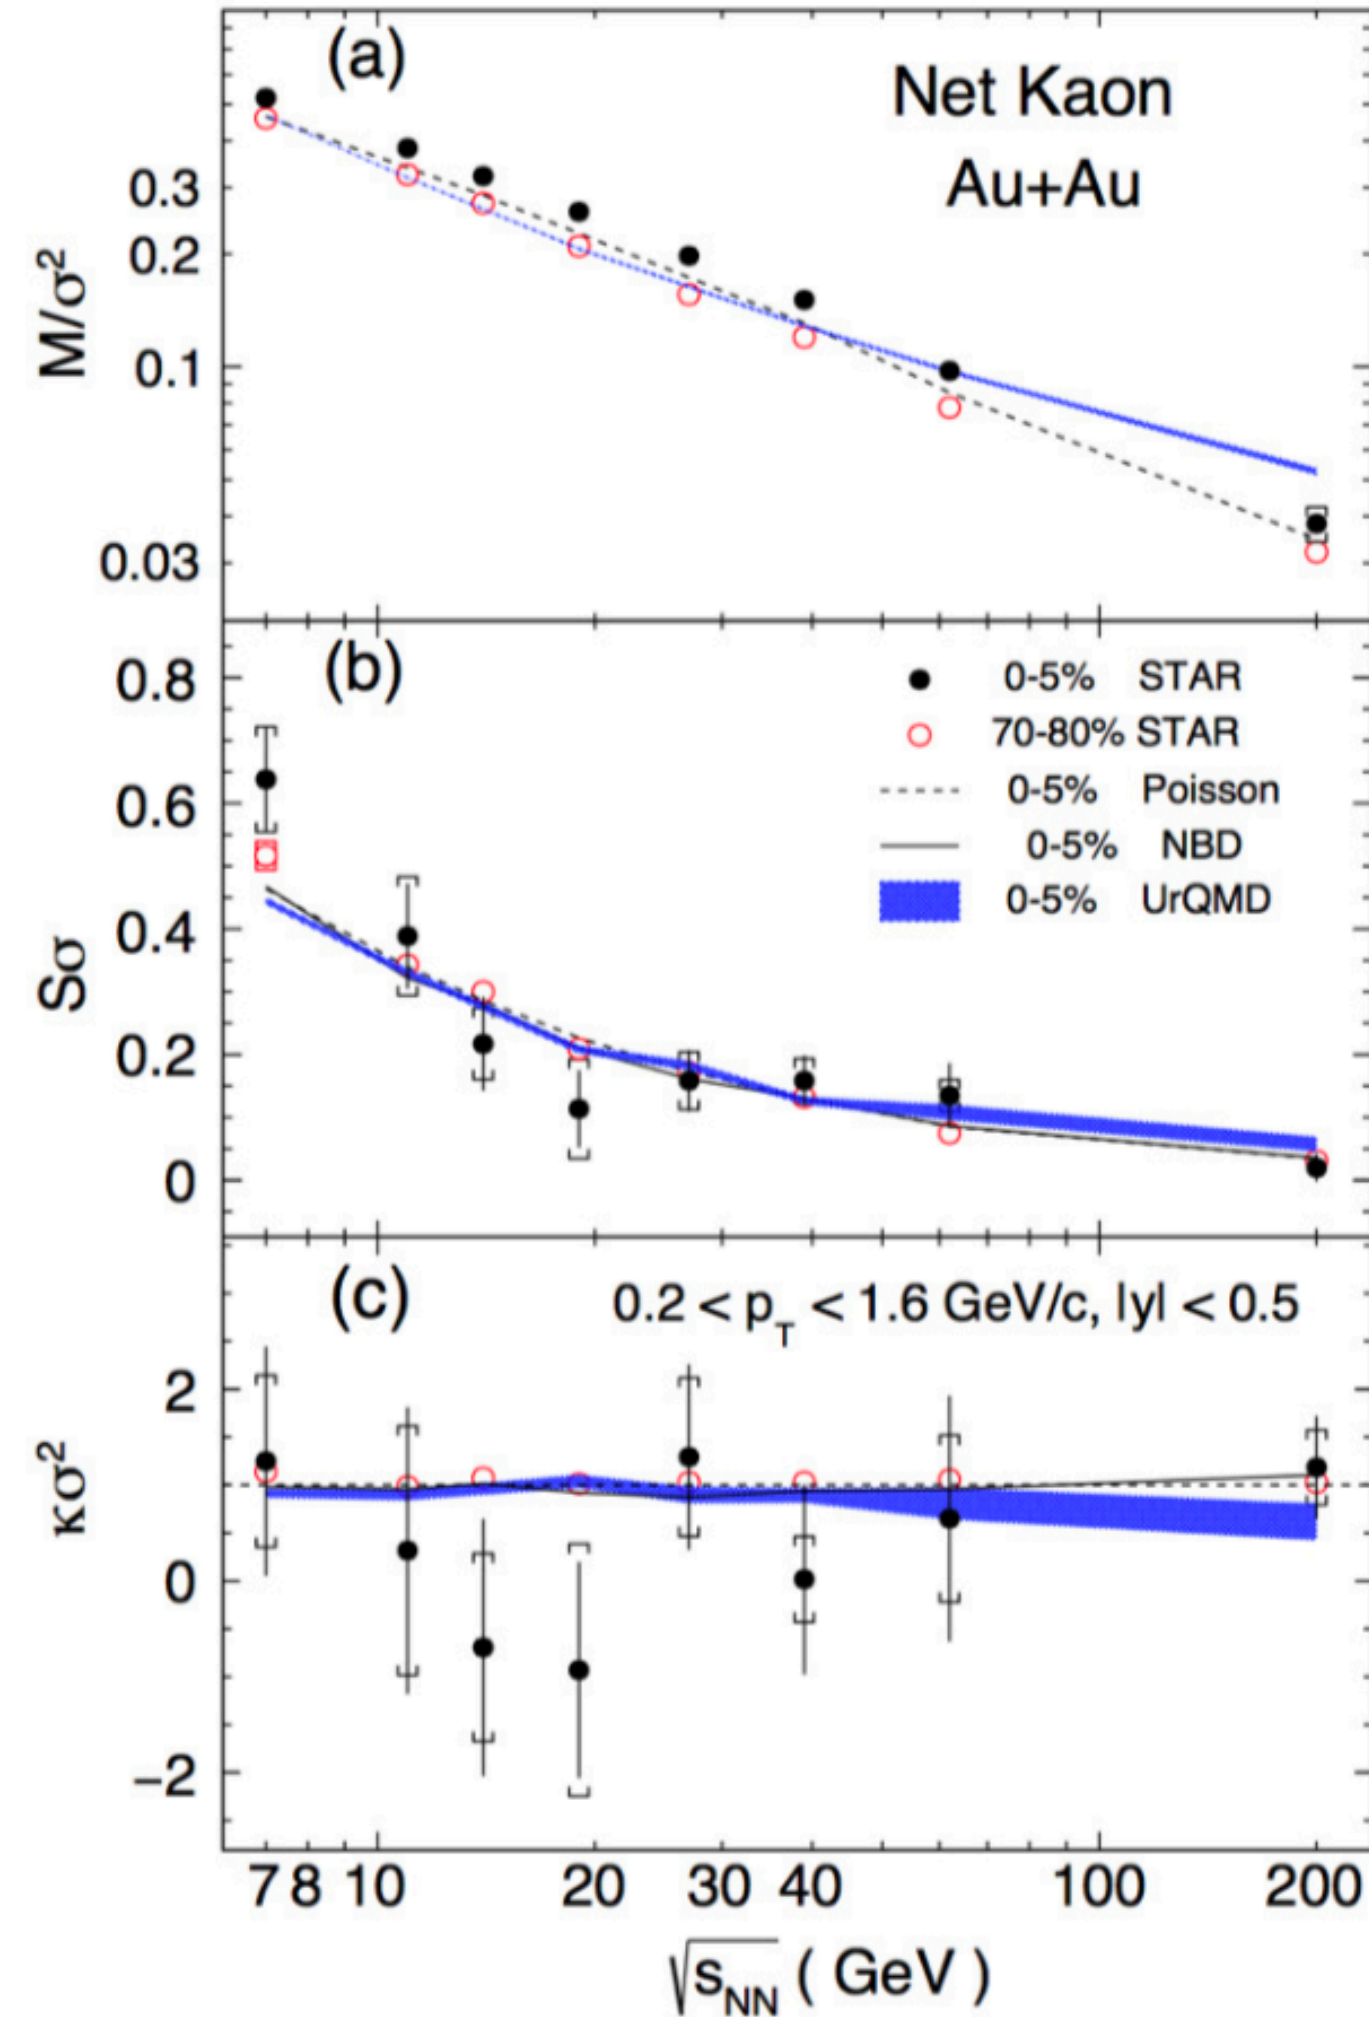 (a)
Net Kaon
Au+Au
0.3
0.2
0.1
0.03
M/σ²
(b)
0-5% STAR
70-80% STAR
0-5% Poisson
0-5% NBD
0-5% UrQMD
0.8
0.6
0.4
0.2
0
Sσ
(c)
0.2 < p_T < 1.6 GeV/c, |y| < 0.5
2
0
−2
κσ²
7 8 10 20 30 40 100 200
√s_NN ( GeV )